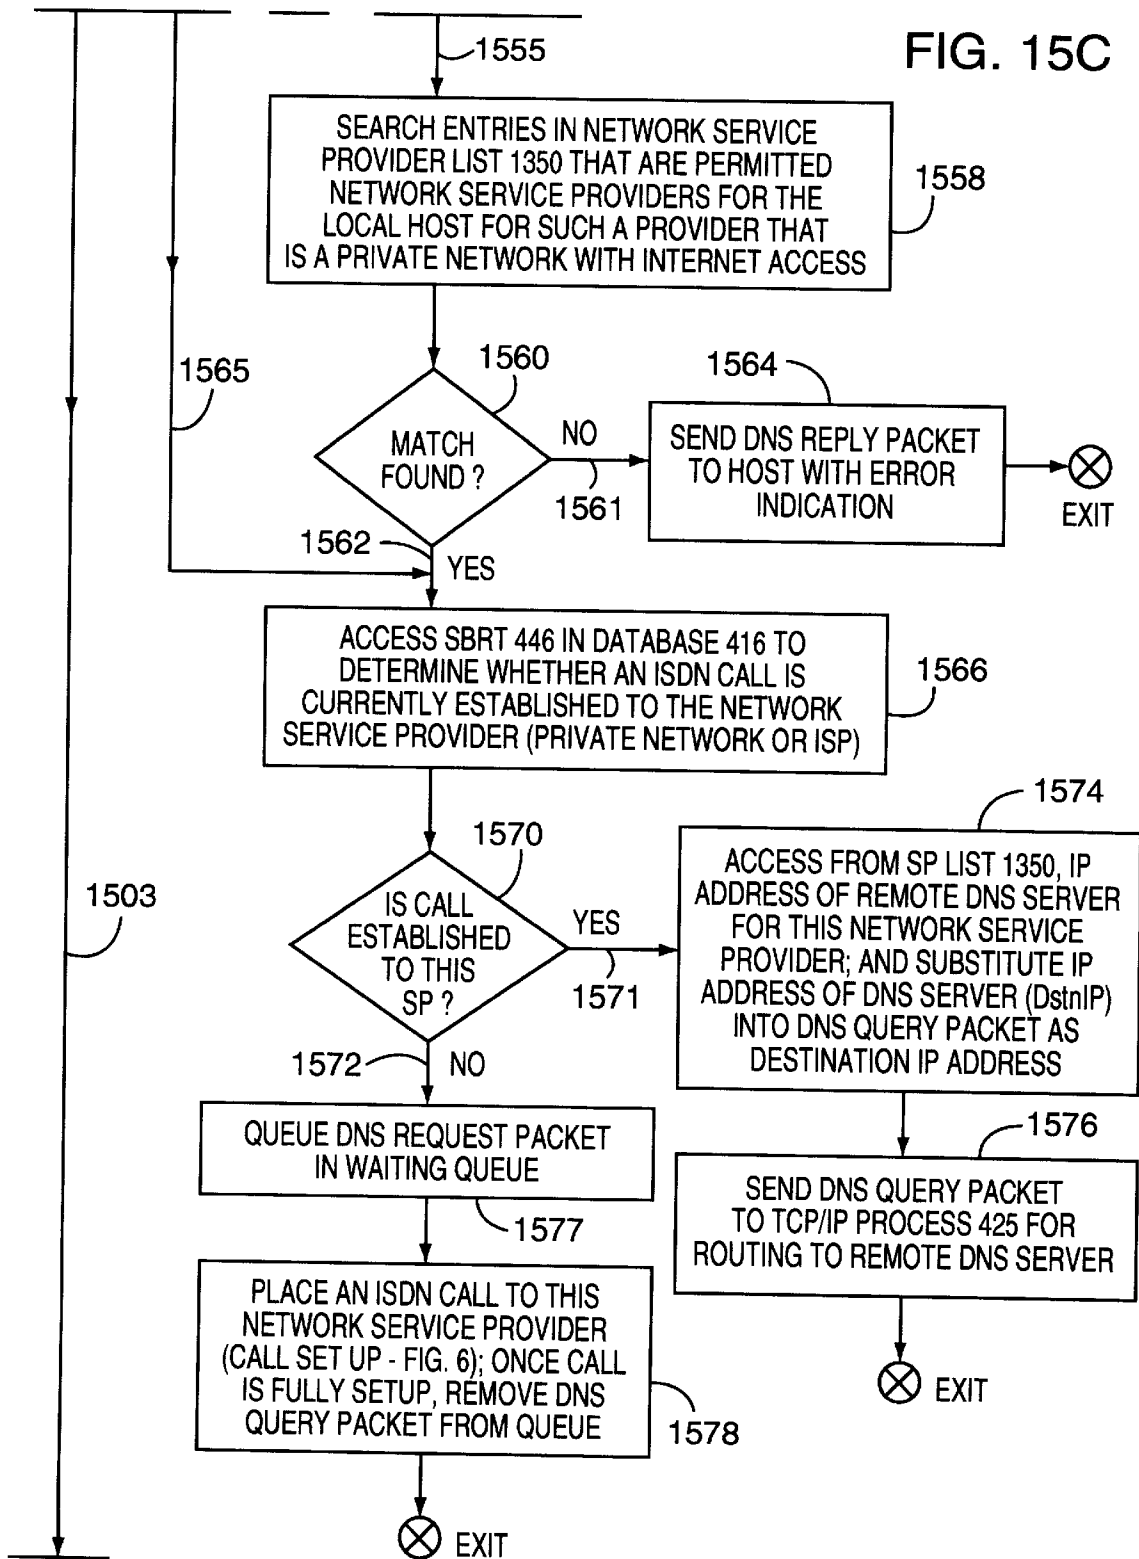 FIG. 15C
1555
SEARCH ENTRIES IN NETWORK SERVICE
PROVIDER LIST 1350 THAT ARE PERMITTED
NETWORK SERVICE PROVIDERS FOR THE
LOCAL HOST FOR SUCH A PROVIDER THAT
IS A PRIVATE NETWORK WITH INTERNET ACCESS
1558
1565
1560
MATCH
FOUND ?
NO
1561
1564
SEND DNS REPLY PACKET
TO HOST WITH ERROR
INDICATION
EXIT
1562
YES
ACCESS SBRT 446 IN DATABASE 416 TO
DETERMINE WHETHER AN ISDN CALL IS
CURRENTLY ESTABLISHED TO THE NETWORK
SERVICE PROVIDER (PRIVATE NETWORK OR ISP)
1566
1503
1570
IS CALL
ESTABLISHED
TO THIS
SP ?
YES
1571
1574
ACCESS FROM SP LIST 1350, IP
ADDRESS OF REMOTE DNS SERVER
FOR THIS NETWORK SERVICE
PROVIDER; AND SUBSTITUTE IP
ADDRESS OF DNS SERVER (DstnIP)
INTO DNS QUERY PACKET AS
DESTINATION IP ADDRESS
1572
NO
QUEUE DNS REQUEST PACKET
IN WAITING QUEUE
1577
1576
SEND DNS QUERY PACKET
TO TCP/IP PROCESS 425 FOR
ROUTING TO REMOTE DNS SERVER
EXIT
PLACE AN ISDN CALL TO THIS
NETWORK SERVICE PROVIDER
(CALL SET UP - FIG. 6); ONCE CALL
IS FULLY SETUP, REMOVE DNS
QUERY PACKET FROM QUEUE
1578
EXIT